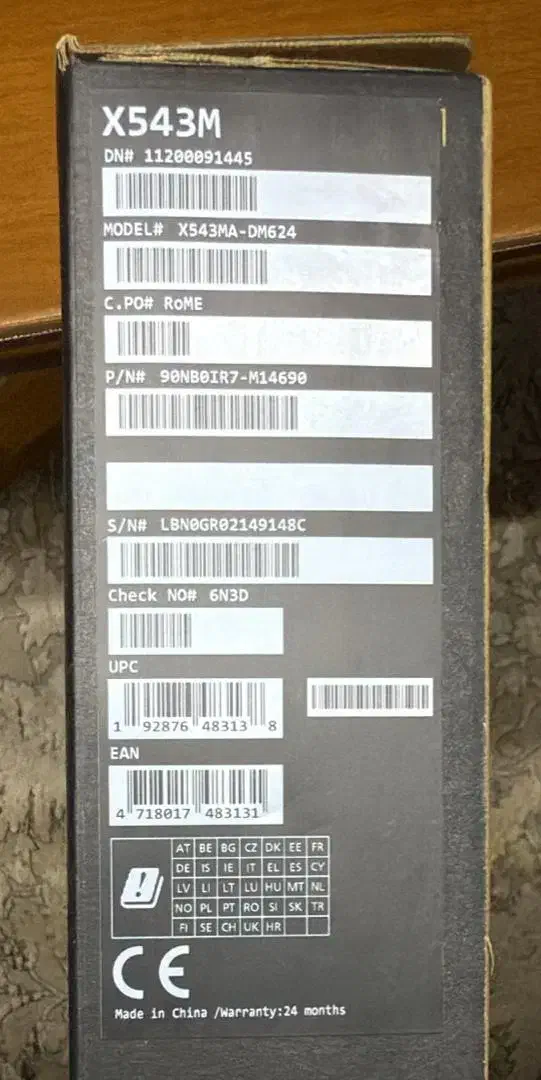 X543M
DN# 11200091445
MODEL# X543MA-DM624
C.PO# RoME
P/N# 90NB0IR7-M14690
S/N# LBN0GR02149148C
Check NO# 6N3D
UPC
1 92876 48313 8
EAN
4 718017 483131
AT BE BG CZ DK EE FR
DE IS IE IT EL ES CY
LV LI LT LU HU MT NL
NO PL PT RO SI SK TR
FI SE CH UK HR
CE
Made in China /Warranty:24 months